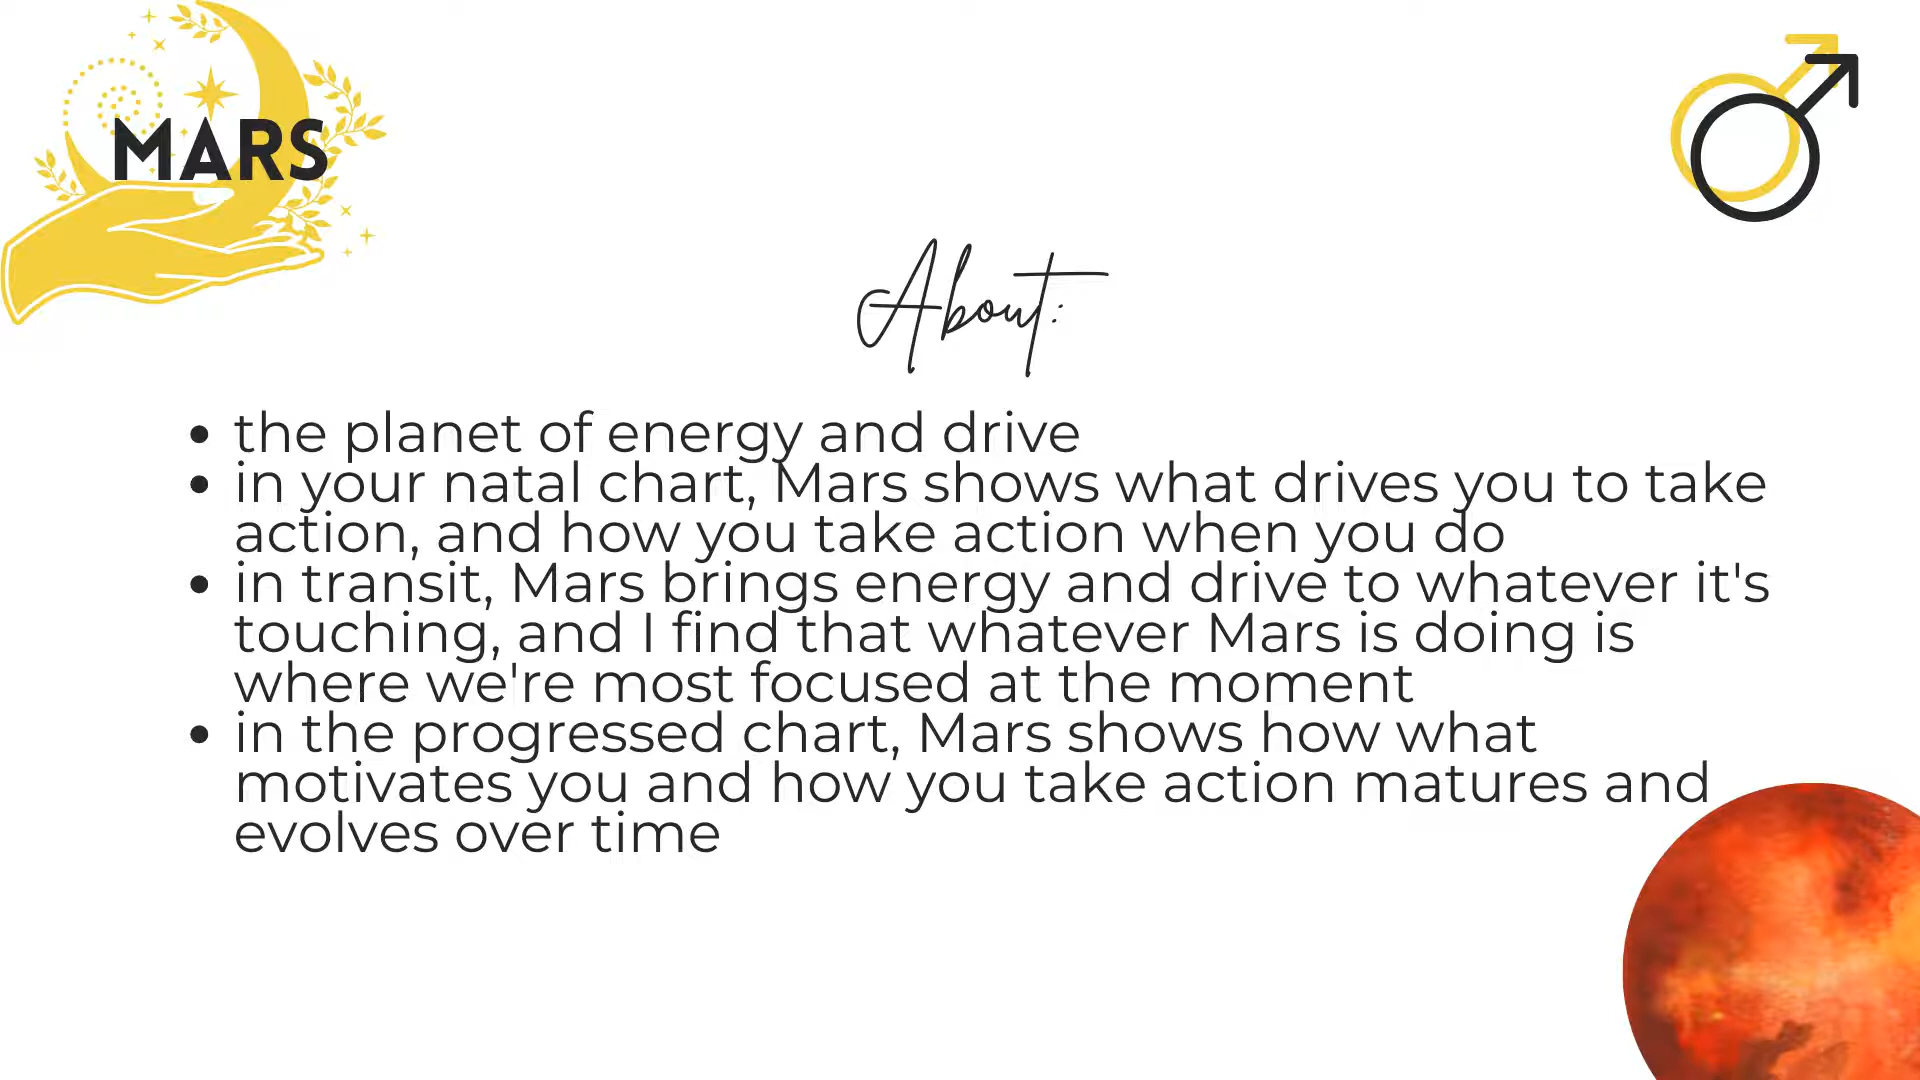 MARS
About:
• the planet of energy and drive
• in your natal chart, Mars shows what drives you to take
action, and how you take action when you do
• in transit, Mars brings energy and drive to whatever it's
touching, and I find that whatever Mars is doing is
where we're most focused at the moment
• in the progressed chart, Mars shows how what
motivates you and how you take action matures and
evolves over time